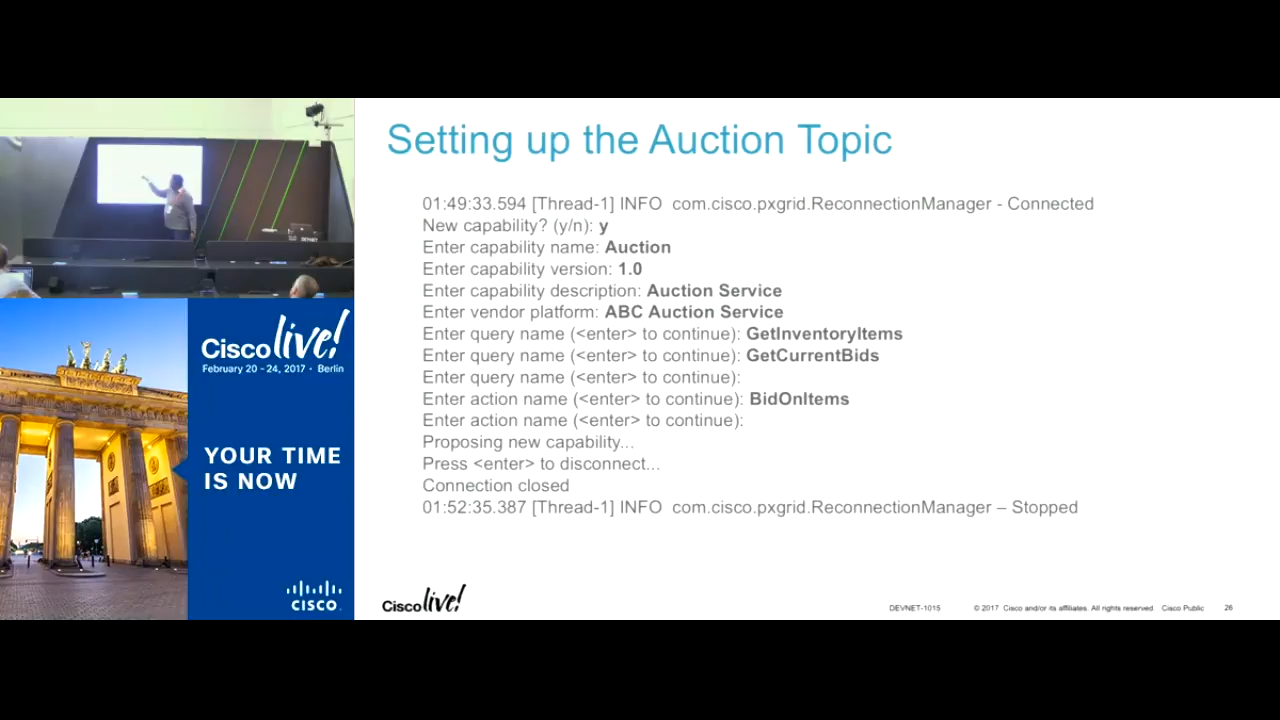 Setting up the Auction Topic
01:49:33.594 [Thread-1] INFO  com.cisco.pxgrid.ReconnectionManager - Connected
New capability? (y/n): y
Enter capability name: Auction
Enter capability version: 1.0
Enter capability description: Auction Service
Enter vendor platform: ABC Auction Service
Enter query name (<enter> to continue): GetInventoryItems
Enter query name (<enter> to continue): GetCurrentBids
Enter query name (<enter> to continue):
Enter action name (<enter> to continue): BidOnItems
Enter action name (<enter> to continue):
Proposing new capability...
Press <enter> to disconnect...
Connection closed
01:52:35.387 [Thread-1] INFO  com.cisco.pxgrid.ReconnectionManager – Stopped
DEVNET
Cisco live!
February 20 - 24, 2017 • Berlin
YOUR TIME
IS NOW
CISCO
Cisco live!
DEVNET-1015
© 2017 Cisco and/or its affiliates. All rights reserved
Cisco Public
26